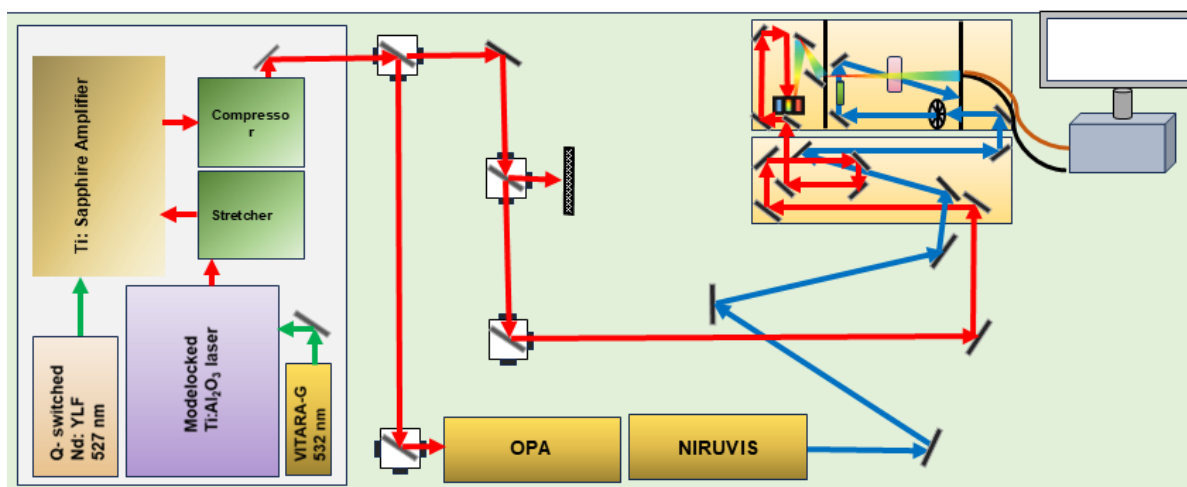 Ti: Sapphire Amplifier
Compresso
r
Stretcher
Q- switched
Nd: YLF
527 nm
Modelocked
Ti:Al₂O₃ laser
VITARA-G
532 nm
OPA
NIRUVIS